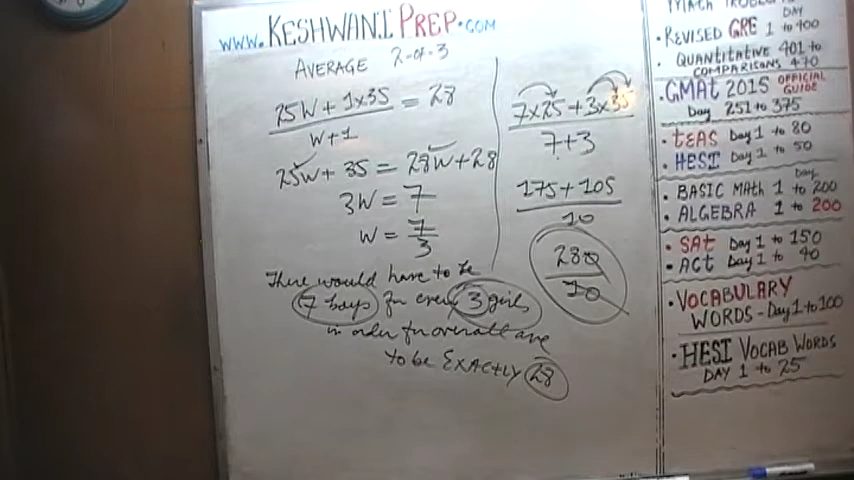 www.KESHWANIPREP.COM
AVERAGE 2-of-3
25W + 1x35 = 28
W+1
25W + 35 = 28W + 28
3W = 7
W = 7
3
There would have to be
7 boys for every 3 girls
in order for overall ave
to be EXACTLY 28
7x25 + 3x35
7+3
175 + 105
10
280
10
MATH PROBLEMS
DAY
• REVISED GRE 1 to 400
• QUANTITATIVE 401 to
COMPARISONS 470
• GMAt 2015 OFFICIAL
GUIDE
Day 251 to 375
• tEAS Day 1 to 80
• HESI Day 1 to 50
Day
• BASIC MAth 1 to 200
• ALGEBRA 1 to 200
• SAt Day 1 to 150
• ACt Day 1 to 40
• VOCABULARY
WORDS - Day 1 to 100
• HESI VOCAB WORDS
DAY 1 to 25